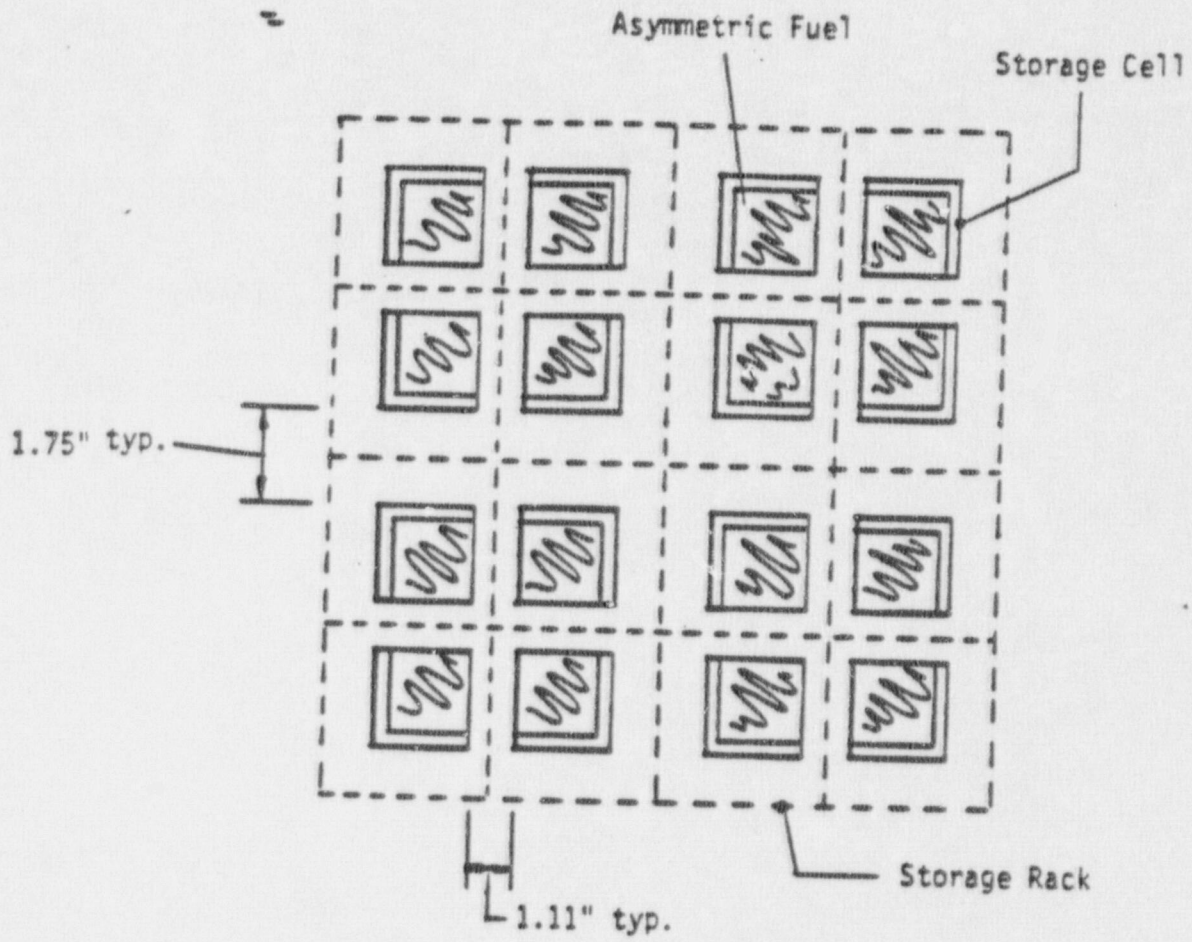 Asymmetric Fuel
Storage Cell
1.75" typ.
Storage Rack
1.11" typ.